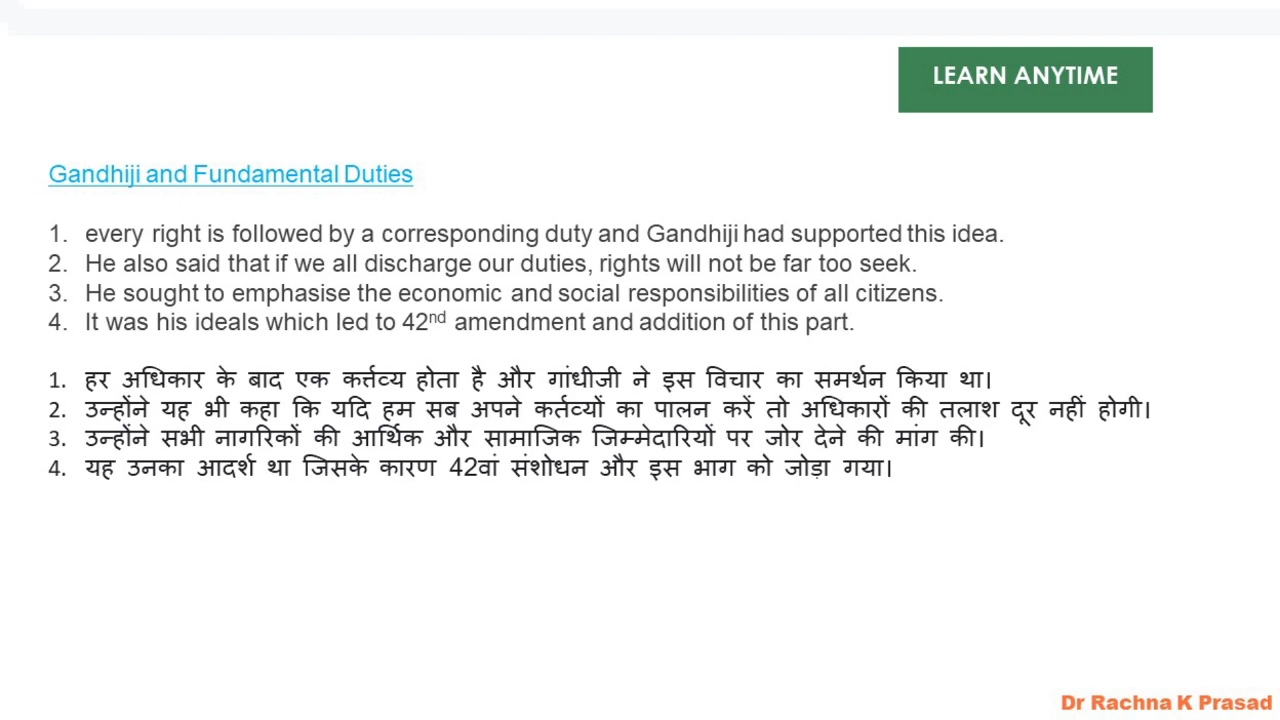 LEARN ANYTIME
Gandhiji and Fundamental Duties
1. every right is followed by a corresponding duty and Gandhiji had supported this idea.
2. He also said that if we all discharge our duties, rights will not be far too seek.
3. He sought to emphasise the economic and social responsibilities of all citizens.
4. It was his ideals which led to 42nd amendment and addition of this part.
1. हर अधिकार के बाद एक कर्त्तव्य होता है और गांधीजी ने इस विचार का समर्थन किया था।
2. उन्होंने यह भी कहा कि यदि हम सब अपने कर्तव्यों का पालन करें तो अधिकारों की तलाश दूर नहीं होगी।
3. उन्होंने सभी नागरिकों की आर्थिक और सामाजिक जिम्मेदारियों पर जोर देने की मांग की।
4. यह उनका आदर्श था जिसके कारण 42वां संशोधन और इस भाग को जोड़ा गया।
Dr Rachna K Prasad